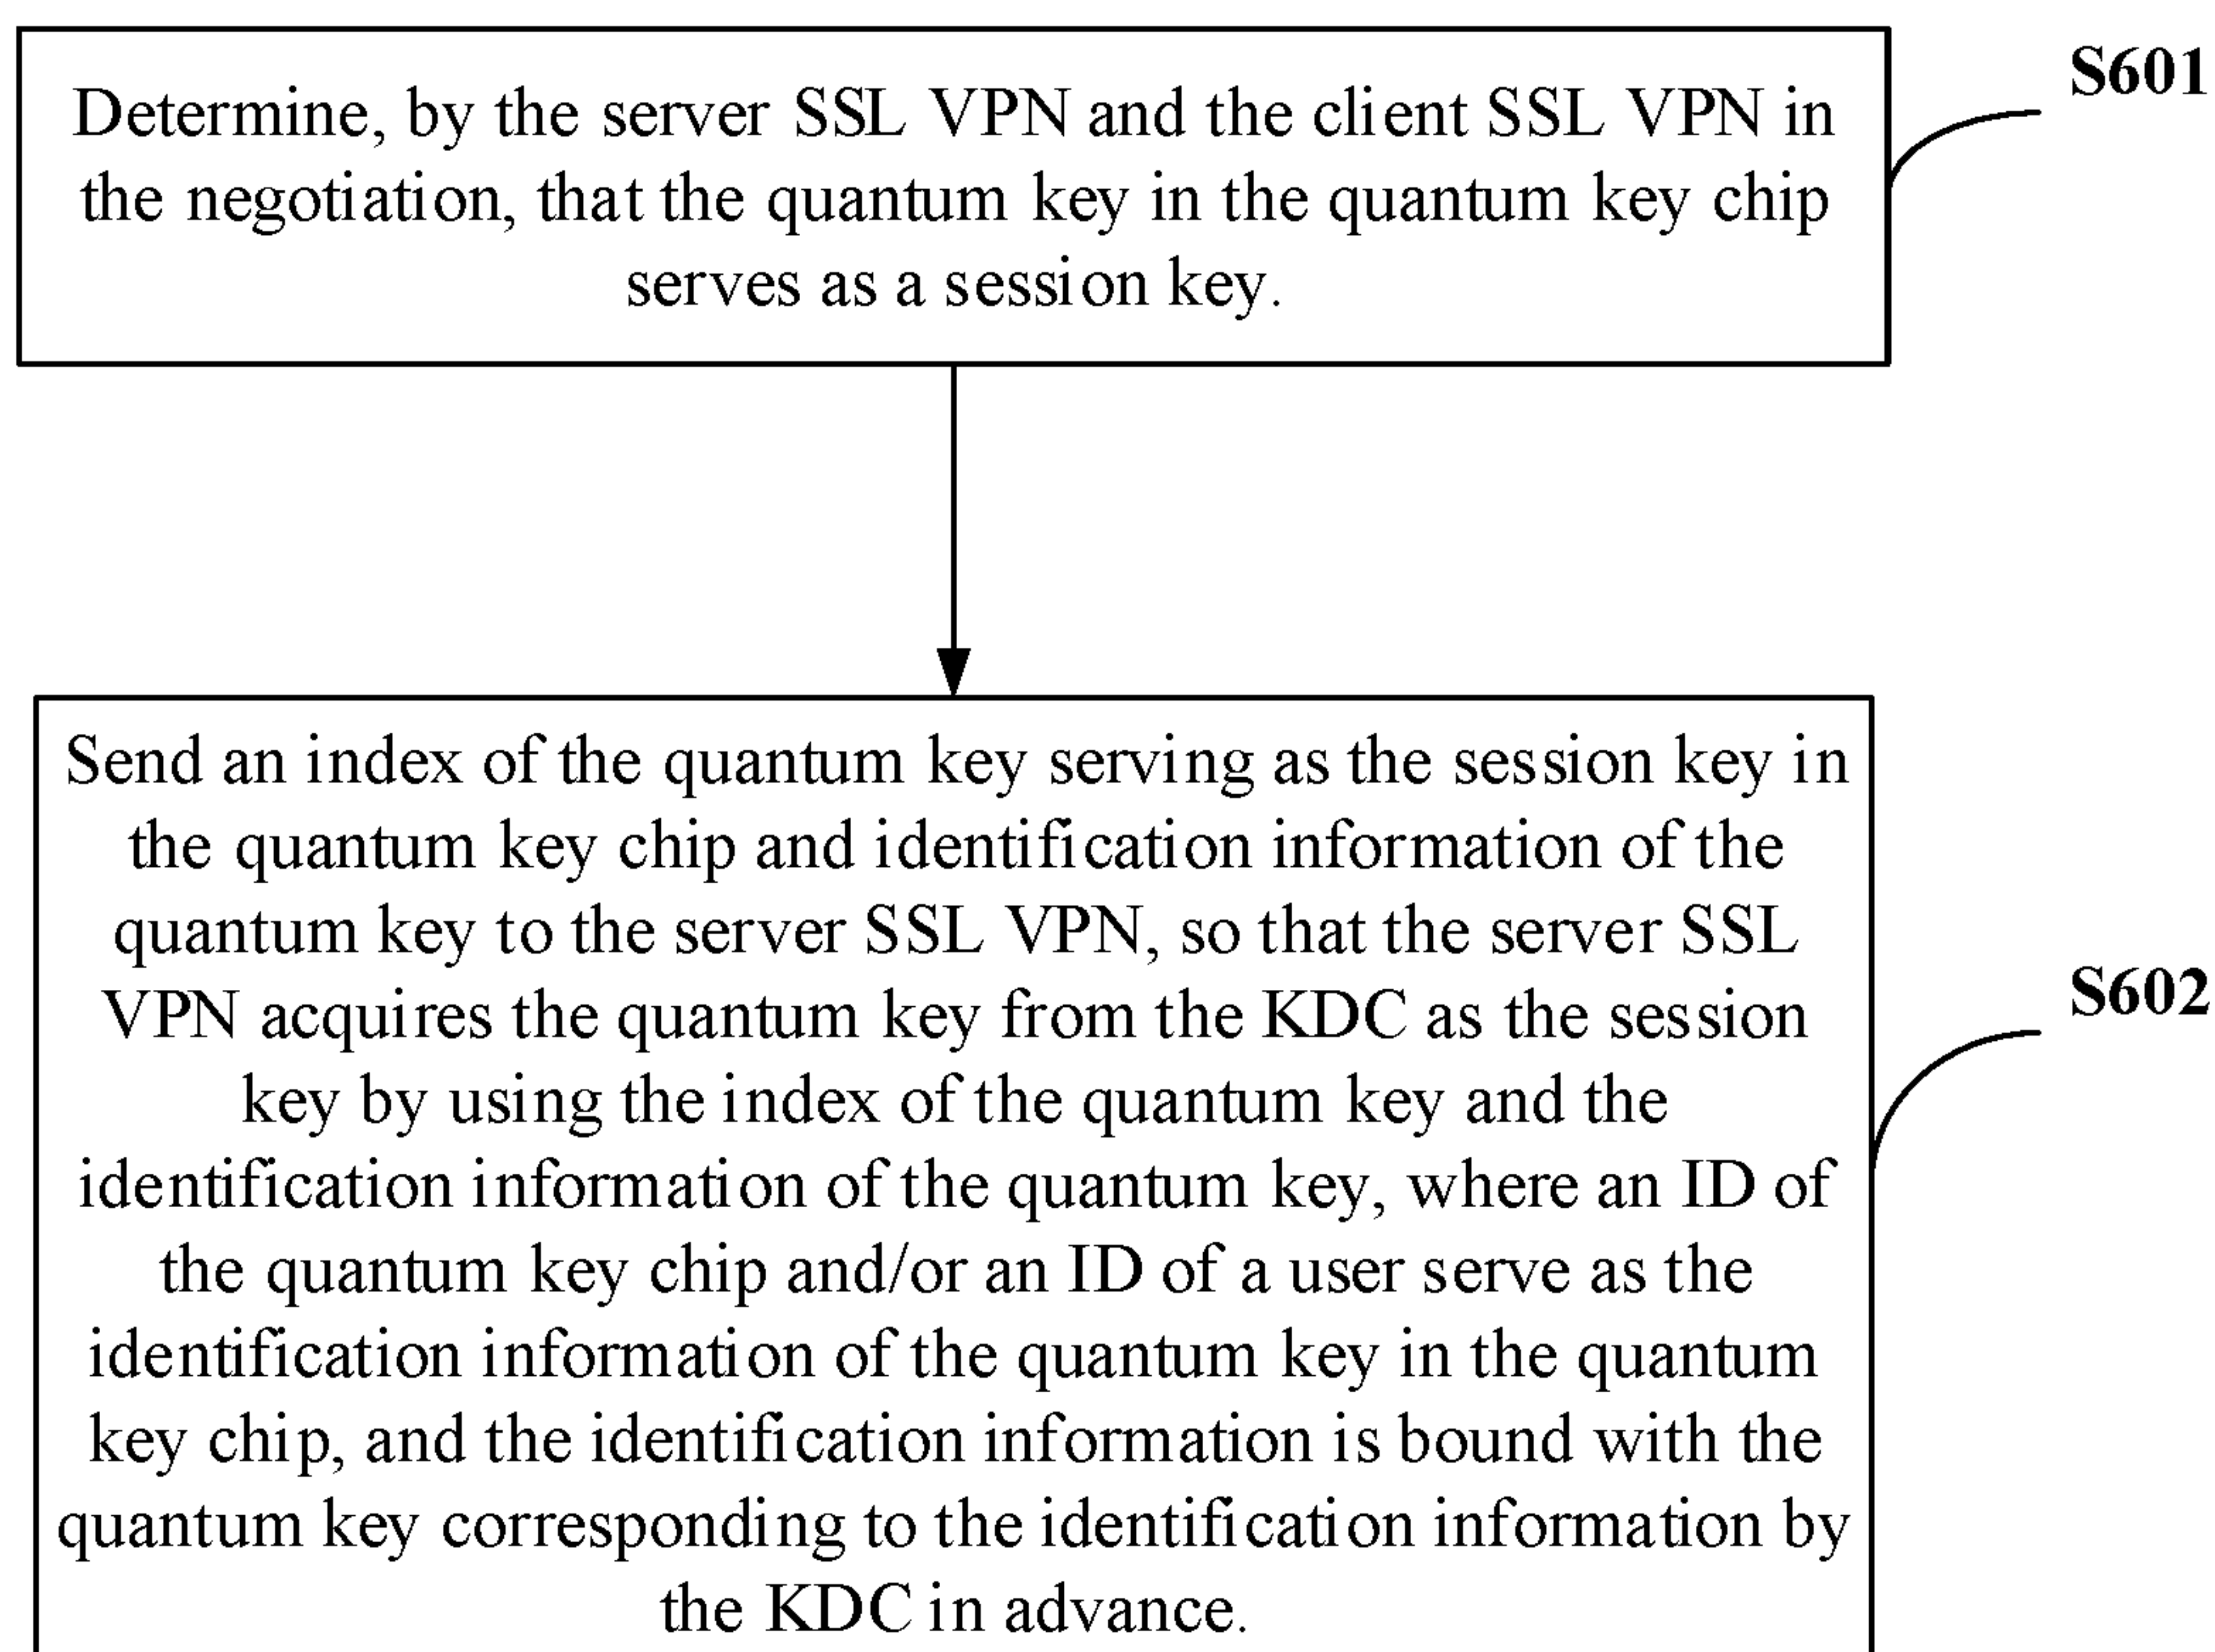 Determine, by the server SSL VPN and the client SSL VPN in
the negotiation, that the quantum key in the quantum key chip
serves as a session key.
S601
Send an index of the quantum key serving as the session key in
the quantum key chip and identification information of the
quantum key to the server SSL VPN, so that the server SSL
VPN acquires the quantum key from the KDC as the session
key by using the index of the quantum key and the
identification information of the quantum key, where an ID of
the quantum key chip and/or an ID of a user serve as the
identification information of the quantum key in the quantum
key chip, and the identification information is bound with the
quantum key corresponding to the identification information by
the KDC in advance.
S602